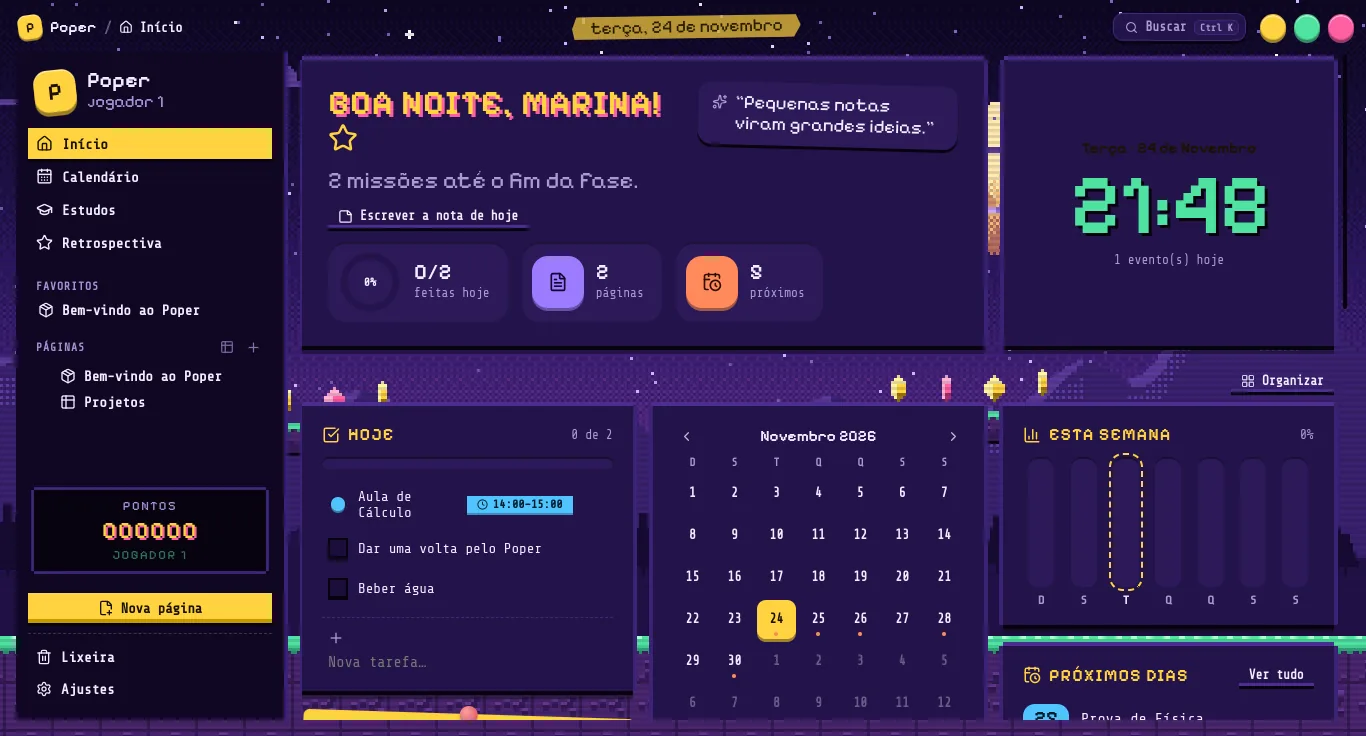 P Poper / Início
terça, 24 de novembro
Buscar Ctrl K
P
Poper
Jogador 1
Início
Calendário
Estudos
Retrospectiva
FAVORITOS
Bem-vindo ao Poper
PÁGINAS
Bem-vindo ao Poper
Projetos
PONTOS
000000
JOGADOR 1
Nova página
Lixeira
Ajustes
BOA NOITE, MARINA!
"Pequenas notas
viram grandes ideias."
2 missões até o fim da fase.
Escrever a nota de hoje
0%
0/2
feitas hoje
2
páginas
9
próximos
Terça, 24 de Novembro
21:48
1 evento(s) hoje
Organizar
HOJE
0 de 2
Aula de
Cálculo
14:00–15:00
Dar uma volta pelo Poper
Beber água
Nova tarefa…
Novembro 2026
D S T Q Q S S
1 2 3 4 5 6 7
8 9 10 11 12 13 14
15 16 17 18 19 20 21
22 23 24 25 26 27 28
29 30 1 2 3 4 5
6 7 8 9 10 11 12
ESTA SEMANA
0%
D S T Q Q S S
PRÓXIMOS DIAS
Ver tudo
Prova de Física